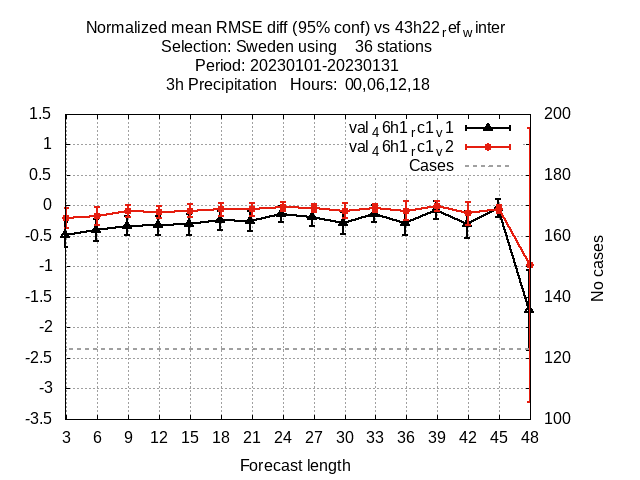 Normalized mean RMSE diff (95% conf) vs 43h22refwinter
Selection: Sweden using 36 stations
Period: 20230101-20230131
3h Precipitation Hours: 00,06,12,18
1.5 200
val46h1rc1v1
1
val46h1rc1v2
Cases
0.5 180
0
-0.5 160
-1
-1.5 140
-2
-2.5 120
-3
-3.5 100
No cases
3 6 9 12 15 18 21 24 27 30 33 36 39 42 45 48
Forecast length